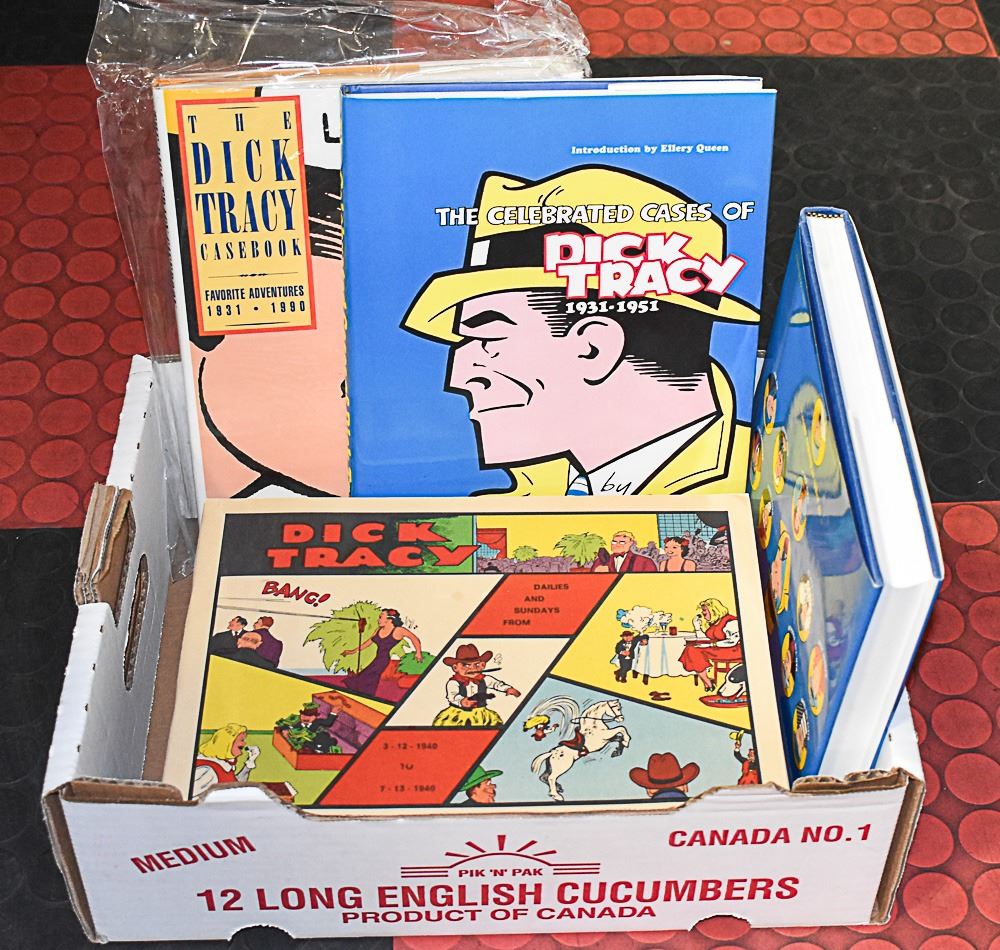 THE
DICK
TRACY
CASEBOOK
FAVORITE ADVENTURES
1931 • 1990
Introduction by Ellery Queen
THE CELEBRATED CASES OF
DICK
TRACY
1931-1951
by
DICK
TRACY
BANG!
DAILIES
AND
SUNDAYS
FROM
3-12-1940
TO
7-13-1940
MEDIUM
CANADA NO.1
PIK 'N' PAK
12 LONG ENGLISH CUCUMBERS
PRODUCT OF CANADA